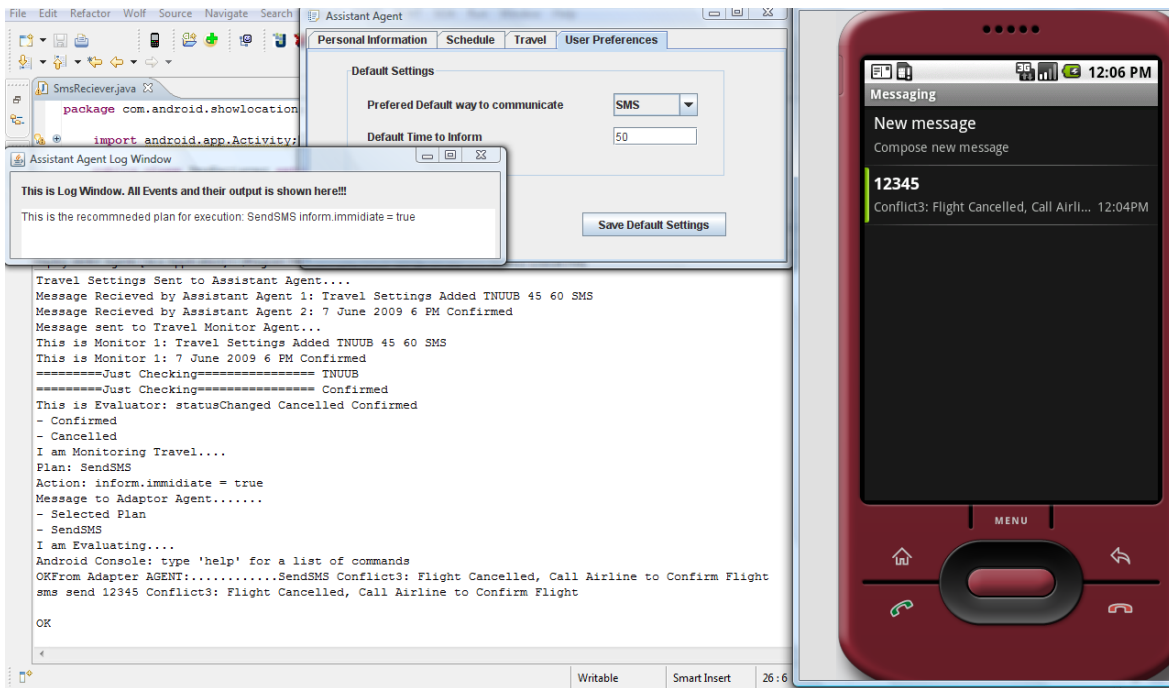 File Edit Refactor Wolf Source Navigate Search
SmsReciever.java
package com.android.showlocation
import android.app.Activity;
Assistant Agent
Personal Information Schedule Travel User Preferences
Default Settings
Prefered Default way to communicate SMS
Default Time to Inform 50
Save Default Settings
Assistant Agent Log Window
This is Log Window. All Events and their output is shown here!!!
This is the recommneded plan for execution: SendSMS inform.immidiate = true
Travel Settings Sent to Assistant Agent....
Message Recieved by Assistant Agent 1: Travel Settings Added TNUUB 45 60 SMS
Message Recieved by Assistant Agent 2: 7 June 2009 6 PM Confirmed
Message sent to Travel Monitor Agent...
This is Monitor 1: Travel Settings Added TNUUB 45 60 SMS
This is Monitor 1: 7 June 2009 6 PM Confirmed
=========Just Checking================ TNUUB
=========Just Checking================ Confirmed
This is Evaluator: statusChanged Cancelled Confirmed
- Confirmed
- Cancelled
I am Monitoring Travel....
Plan: SendSMS
Action: inform.immidiate = true
Message to Adaptor Agent.......
- Selected Plan
- SendSMS
I am Evaluating....
Android Console: type 'help' for a list of commands
OKFrom Adapter AGENT:............SendSMS Conflict3: Flight Cancelled, Call Airline to Confirm Flight
sms send 12345 Conflict3: Flight Cancelled, Call Airline to Confirm Flight
OK
Writable Smart Insert 26 : 6
3G 12:06 PM
Messaging
New message
Compose new message
12345
Conflict3: Flight Cancelled, Call Airli... 12:04PM
MENU